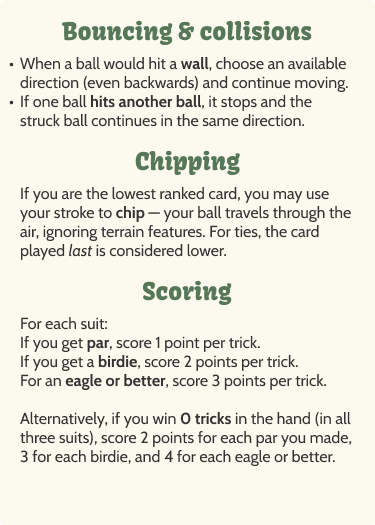 Bouncing & collisions
• When a ball would hit a wall, choose an available
direction (even backwards) and continue moving.
• If one ball hits another ball, it stops and the
struck ball continues in the same direction.
Chipping
If you are the lowest ranked card, you may use
your stroke to chip — your ball travels through the
air, ignoring terrain features. For ties, the card
played last is considered lower.
Scoring
For each suit:
If you get par, score 1 point per trick.
If you get a birdie, score 2 points per trick.
For an eagle or better, score 3 points per trick.
Alternatively, if you win 0 tricks in the hand (in all
three suits), score 2 points for each par you made,
3 for each birdie, and 4 for each eagle or better.